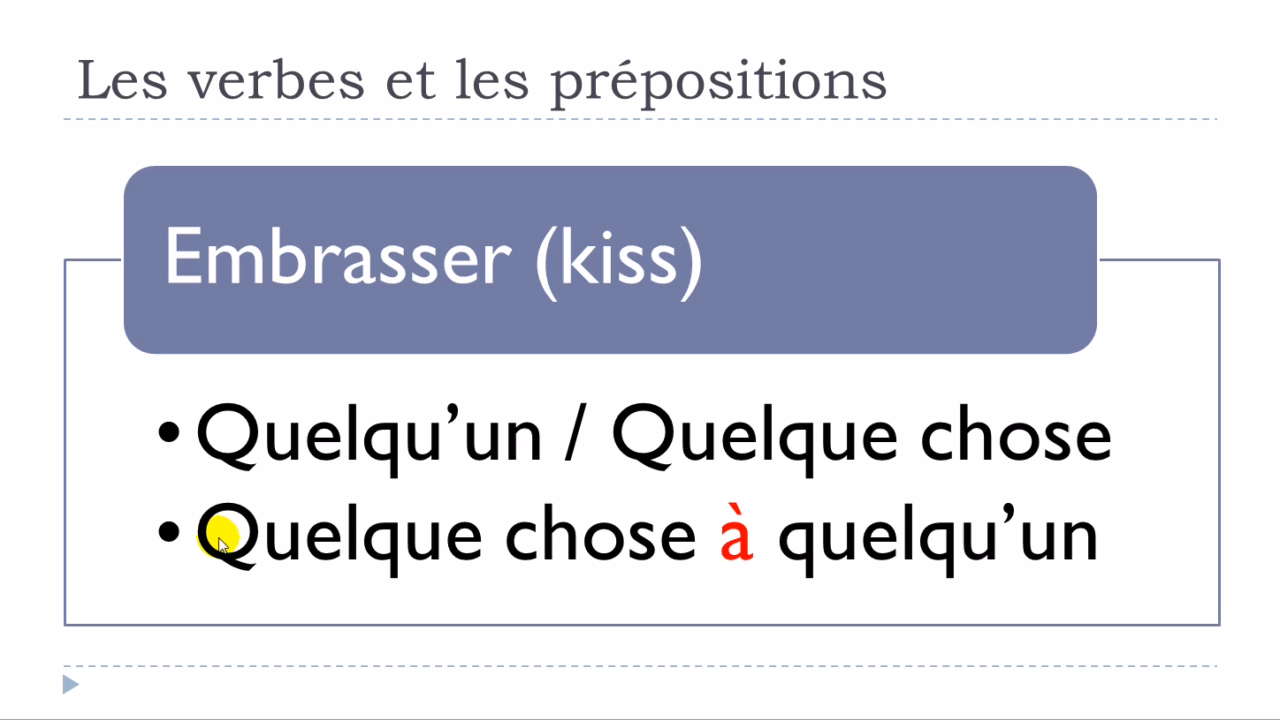 Les verbes et les prépositions
Embrasser (kiss)
• Quelqu’un / Quelque chose
• Quelque chose à quelqu’un